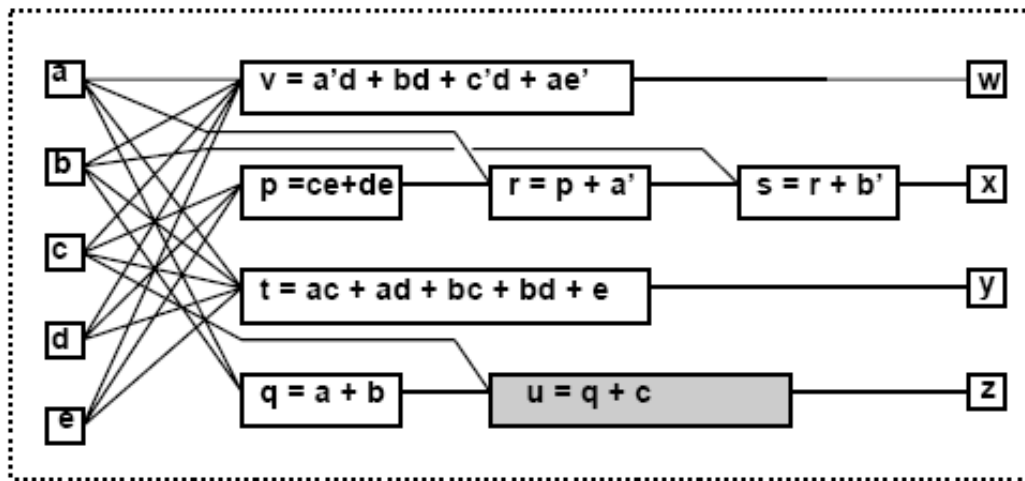 a
v = a’d + bd + c’d + ae’
w
b
p =ce+de
r = p + a’
s = r + b’
x
c
t = ac + ad + bc + bd + e
y
d
q = a + b
u = q + c
z
e